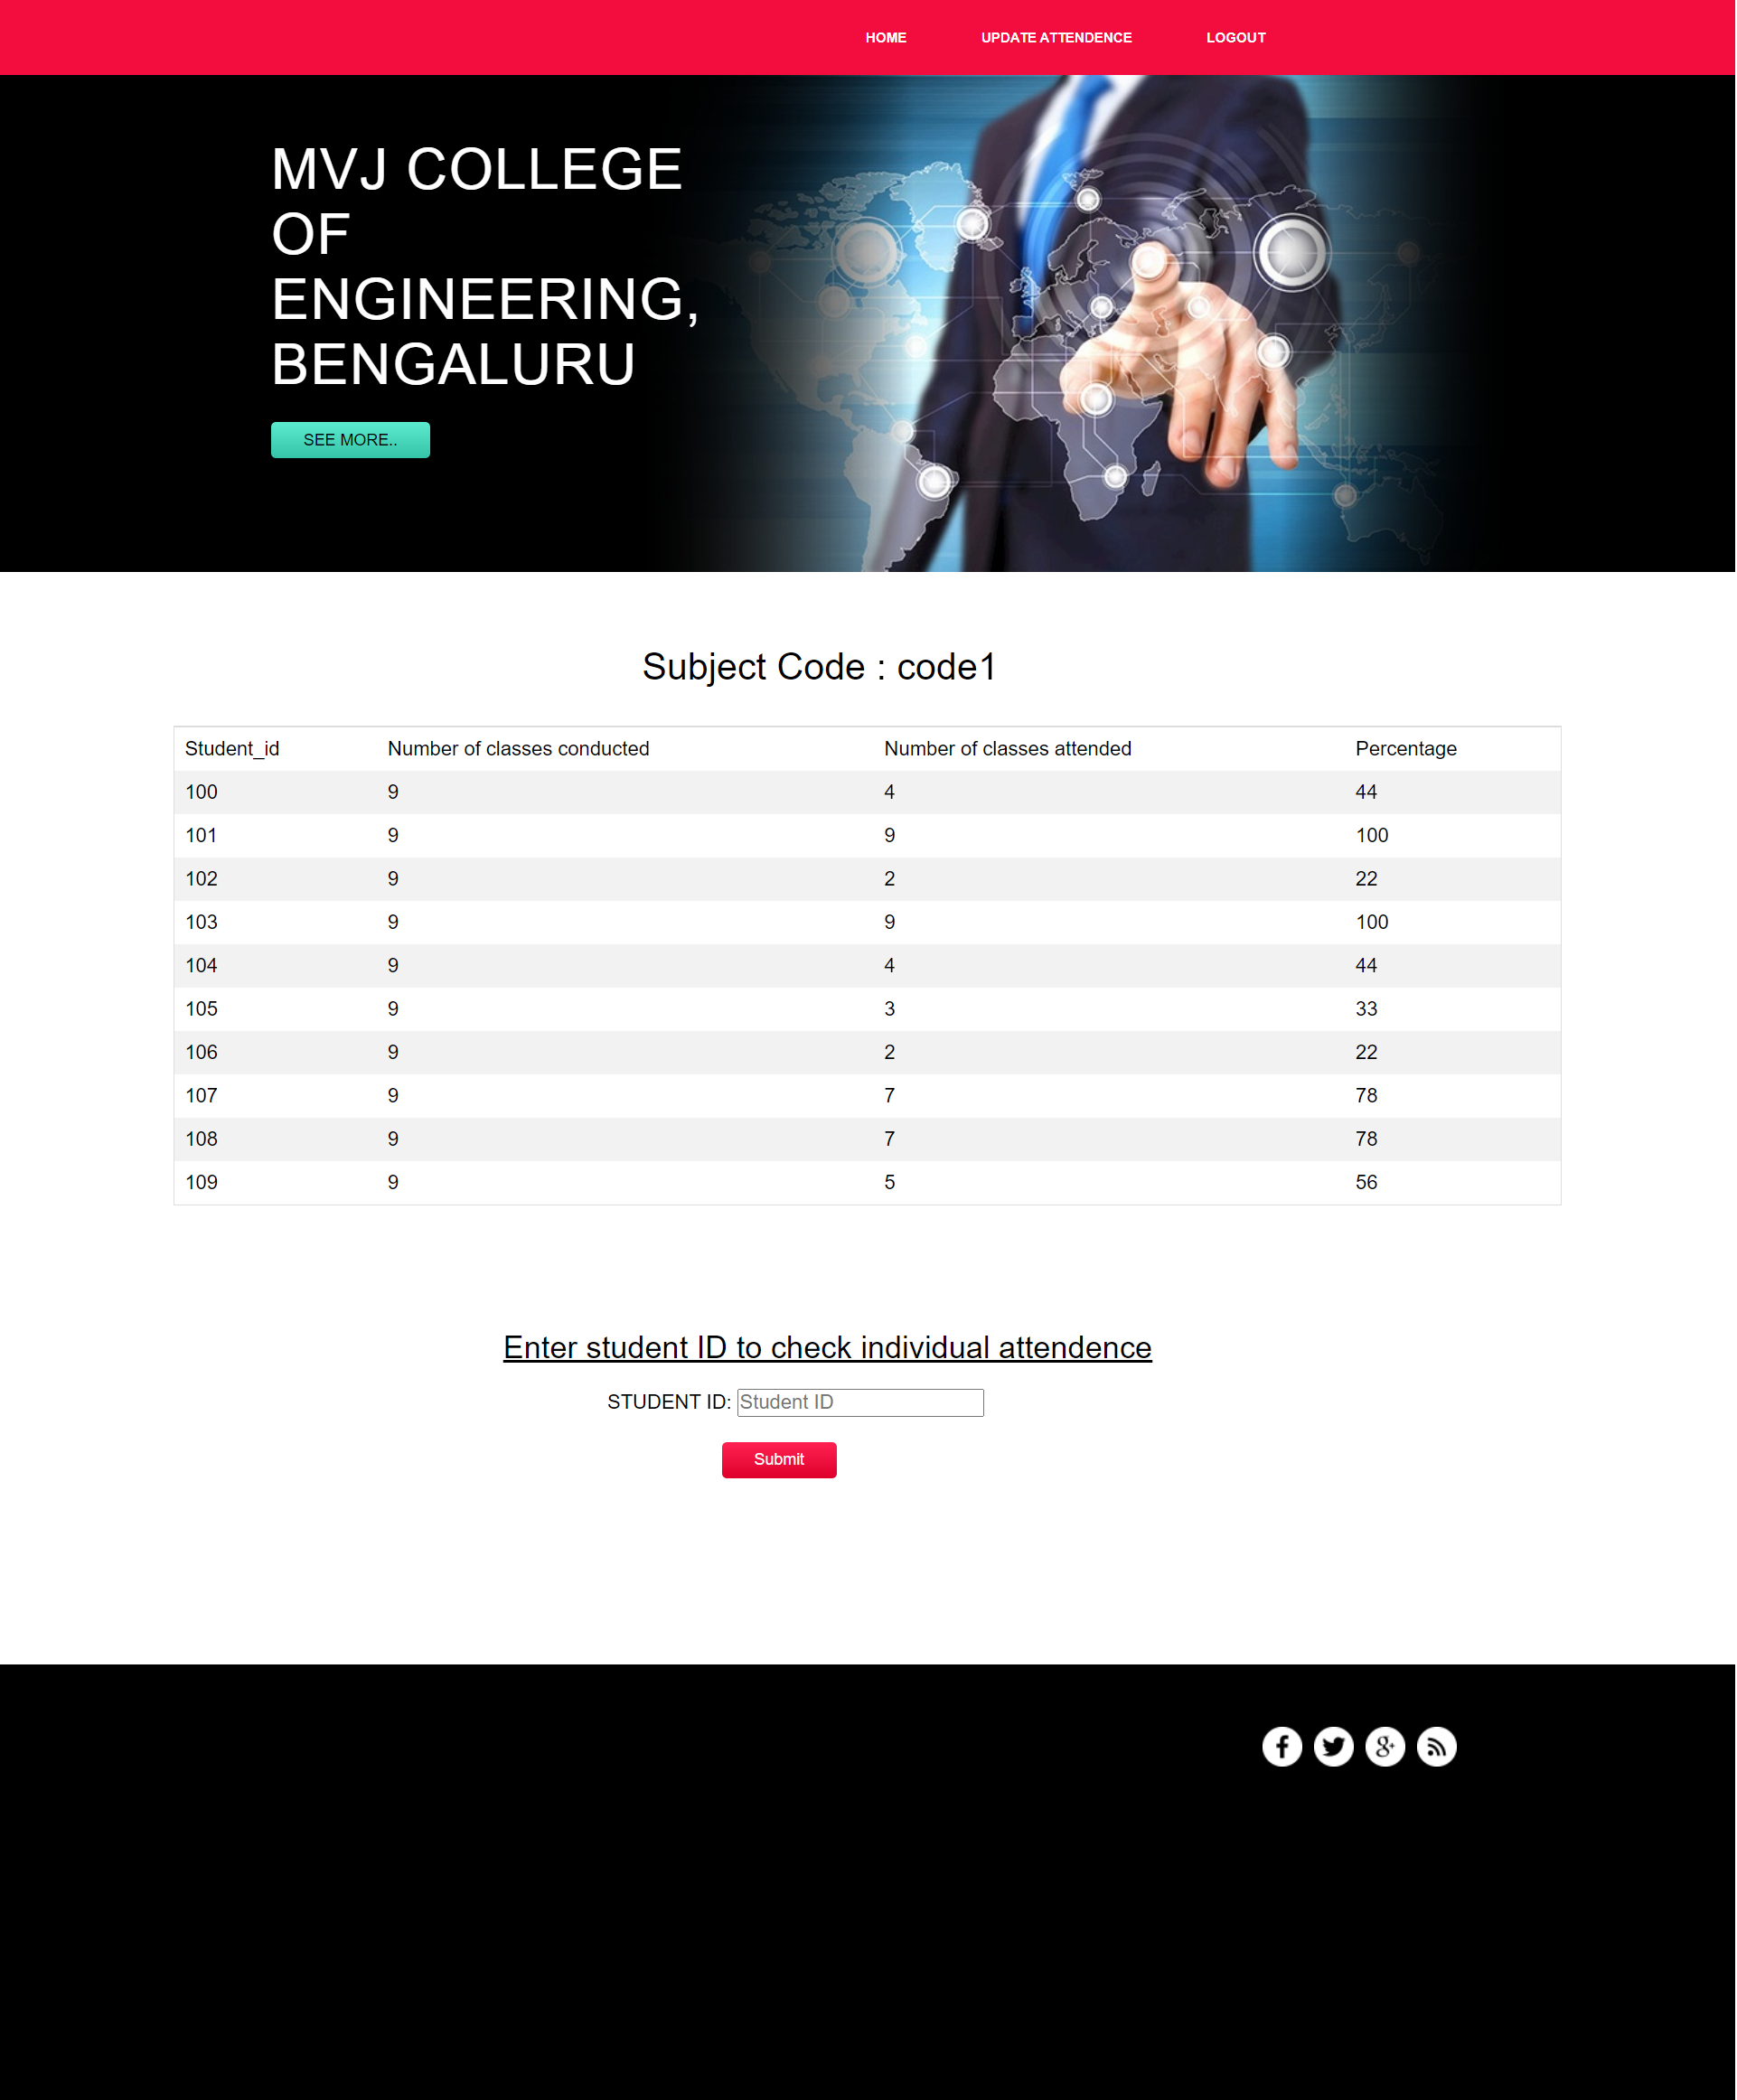 HOME UPDATE ATTENDENCE LOGOUT
MVJ COLLEGE
OF
ENGINEERING,
BENGALURU
SEE MORE..
Subject Code : code1
Student_id Number of classes conducted Number of classes attended Percentage
100 9 4 44
101 9 9 100
102 9 2 22
103 9 9 100
104 9 4 44
105 9 3 33
106 9 2 22
107 9 7 78
108 9 7 78
109 9 5 56
Enter student ID to check individual attendence
STUDENT ID: Student ID
Submit